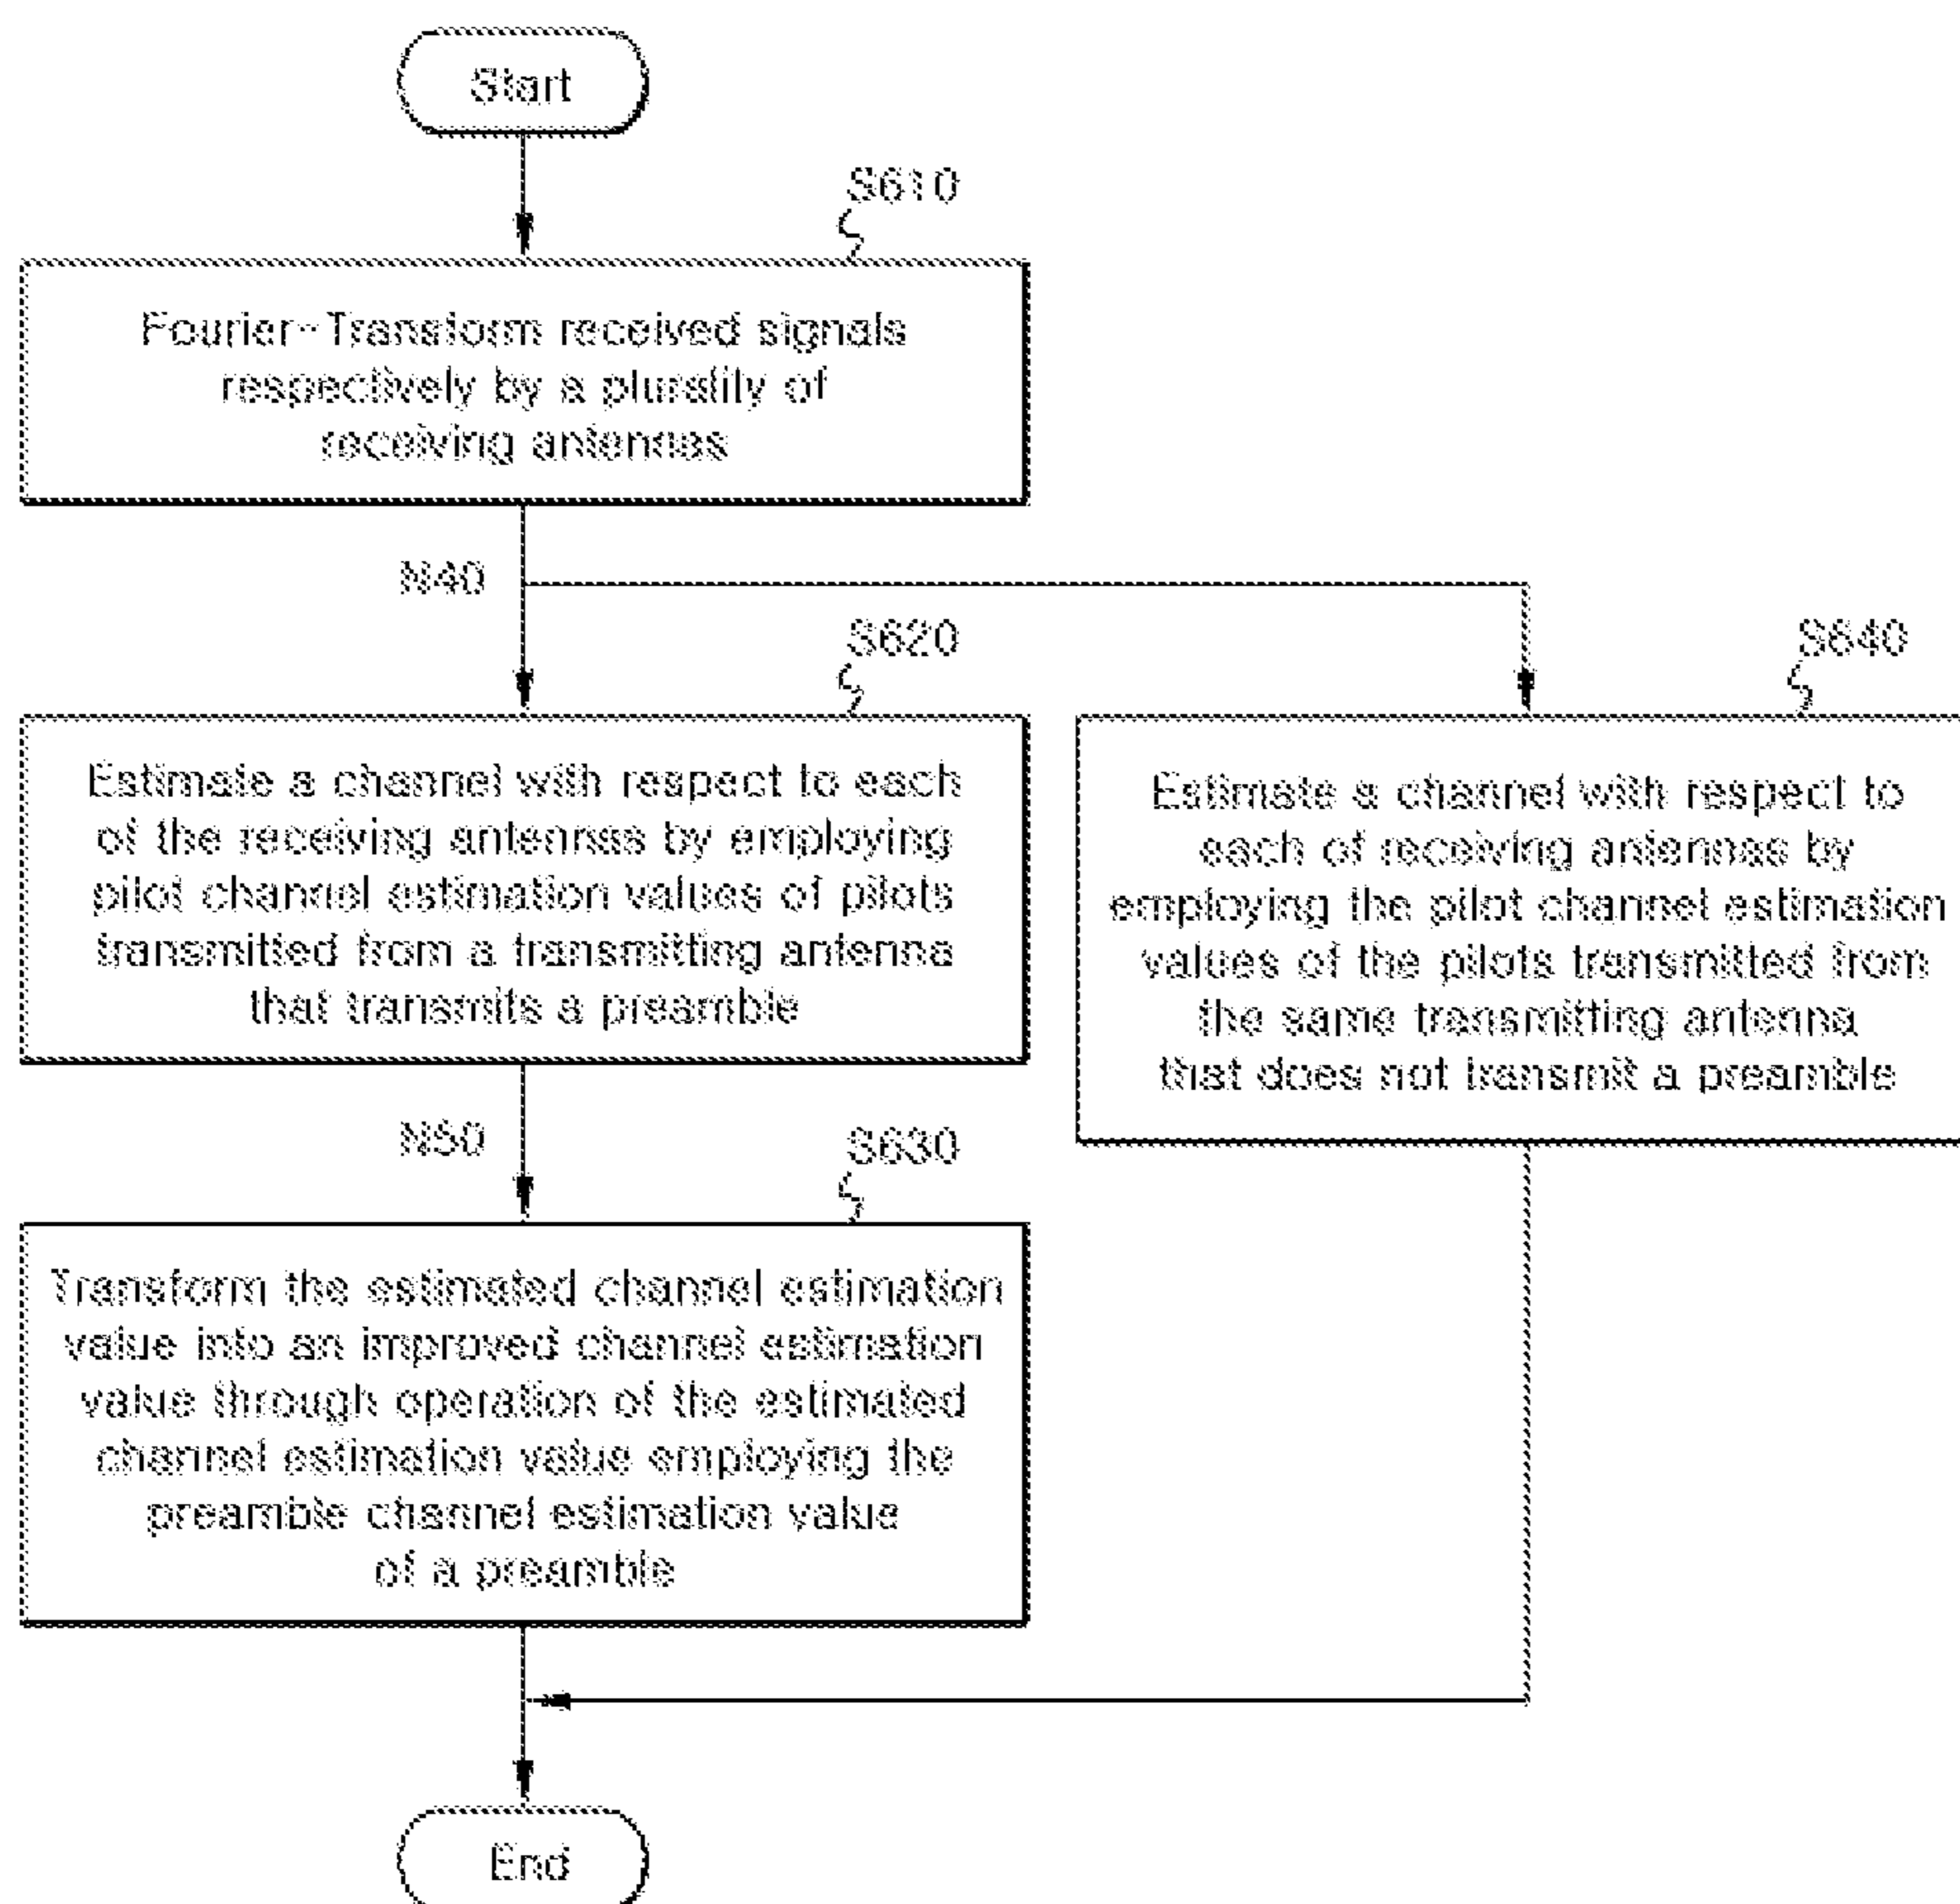 Start
S610
Fourier-Transform received signals
respectively by a plurality of
receiving antennas
N40
S620
S640
Estimate a channel with respect to each
of the receiving antennas by employing
pilot channel estimation values of pilots
transmitted from a transmitting antenna
that transmits a preamble
Estimate a channel with respect to
each of receiving antennas by
employing the pilot channel estimation
values of the pilots transmitted from
the same transmitting antenna
that does not transmit a preamble
N50
S630
Transform the estimated channel estimation
value into an improved channel estimation
value through operation of the estimated
channel estimation value employing the
preamble channel estimation value
of a preamble
End